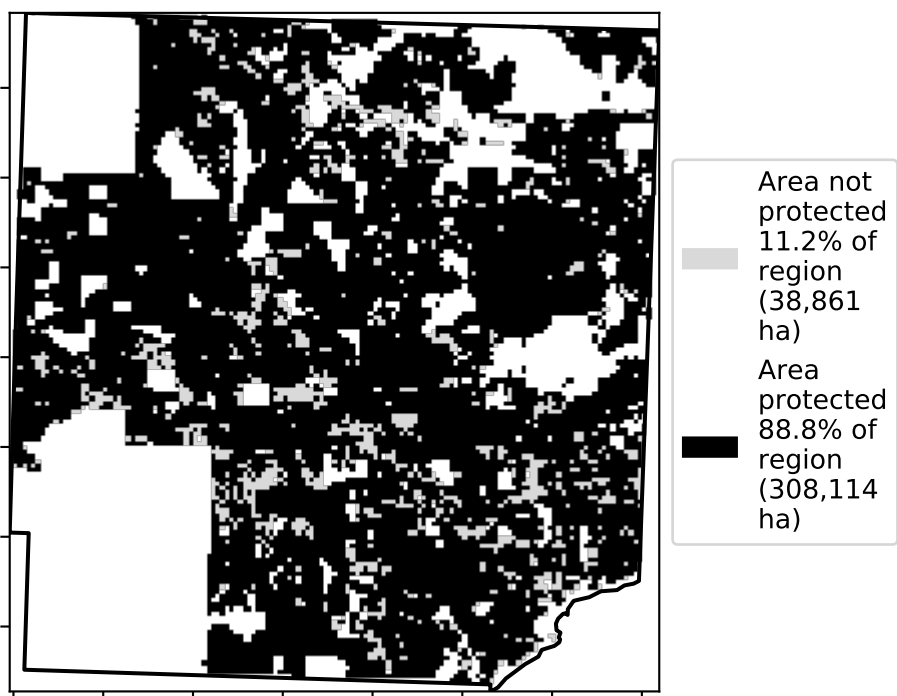 Area not
protected
11.2% of
region
(38,861
ha)
Area
protected
88.8% of
region
(308,114
ha)